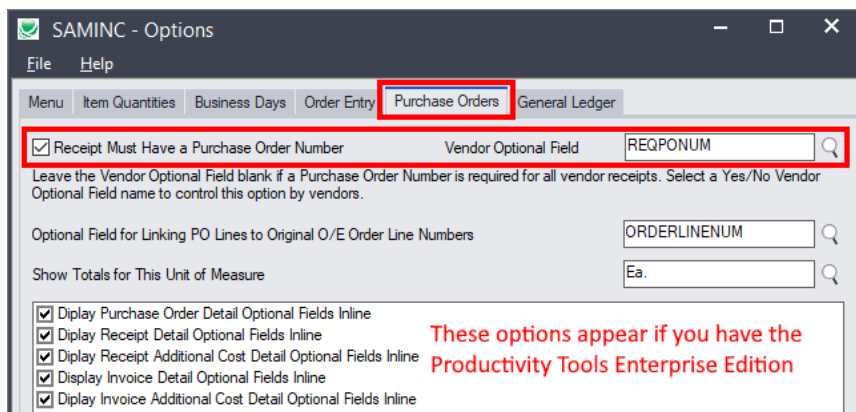 SAMINC - Options
File Help
Menu Item Quantities Business Days Order Entry Purchase Orders General Ledger
Receipt Must Have a Purchase Order Number Vendor Optional Field REQPONUM
Leave the Vendor Optional Field blank if a Purchase Order Number is required for all vendor receipts. Select a Yes/No Vendor
Optional Field name to control this option by vendors.
Optional Field for Linking PO Lines to Original O/E Order Line Numbers ORDERLINENUM
Show Totals for This Unit of Measure Ea.
Diplay Purchase Order Detail Optional Fields Inline
Diplay Receipt Detail Optional Fields Inline
Diplay Receipt Additional Cost Detail Optional Fields Inline
Display Invoice Detail Optional Fields Inline
Diplay Invoice Additional Cost Detail Optional Fields Inline
These options appear if you have the
Productivity Tools Enterprise Edition